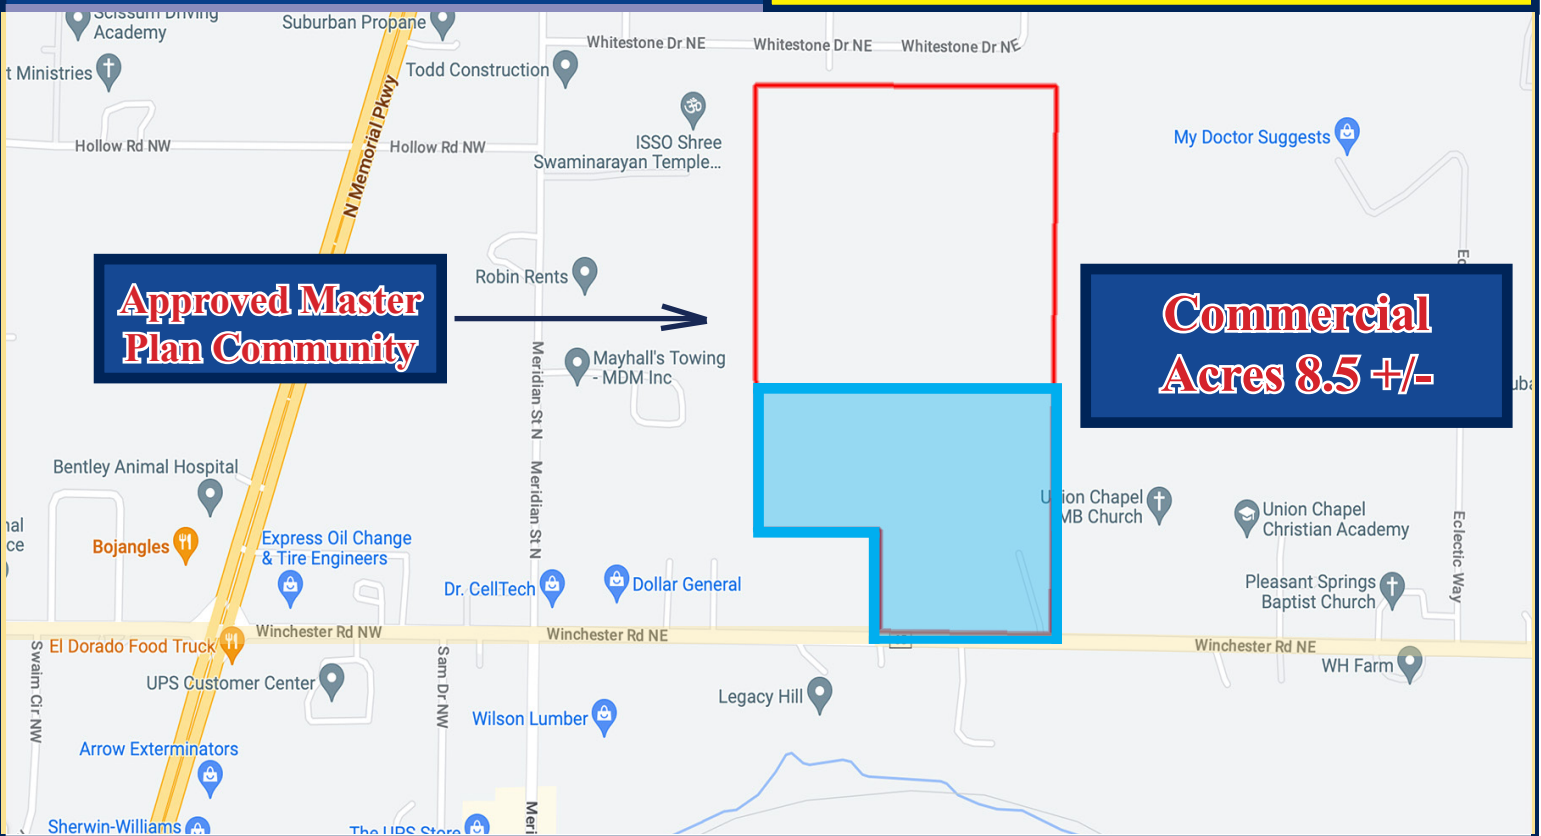 Scissum Driving
Academy
Suburban Propane
Whitestone Dr NE
Whitestone Dr NE
Whitestone Dr NE
t Ministries
Todd Construction
N Memorial Pkwy
ISSO Shree
Swaminarayan Temple...
My Doctor Suggests
Hollow Rd NW
Hollow Rd NW
Robin Rents
Approved Master
Plan Community
Commercial
Acres 8.5 +/-
Mayhall's Towing
- MDM Inc
Meridian St N
Meridian St N
Bentley Animal Hospital
Bojangles
Express Oil Change
& Tire Engineers
Dr. CellTech
Dollar General
Chapel
MB Church
Union Chapel
Christian Academy
Pleasant Springs
Baptist Church
Eclectic Way
Winchester Rd NW
Winchester Rd NE
Winchester Rd NE
El Dorado Food Truck
UPS Customer Center
Swaim Cir NW
Sam Dr NW
Legacy Hill
WH Farm
Wilson Lumber
Arrow Exterminators
Sherwin-Williams
The UPS Store
Meri